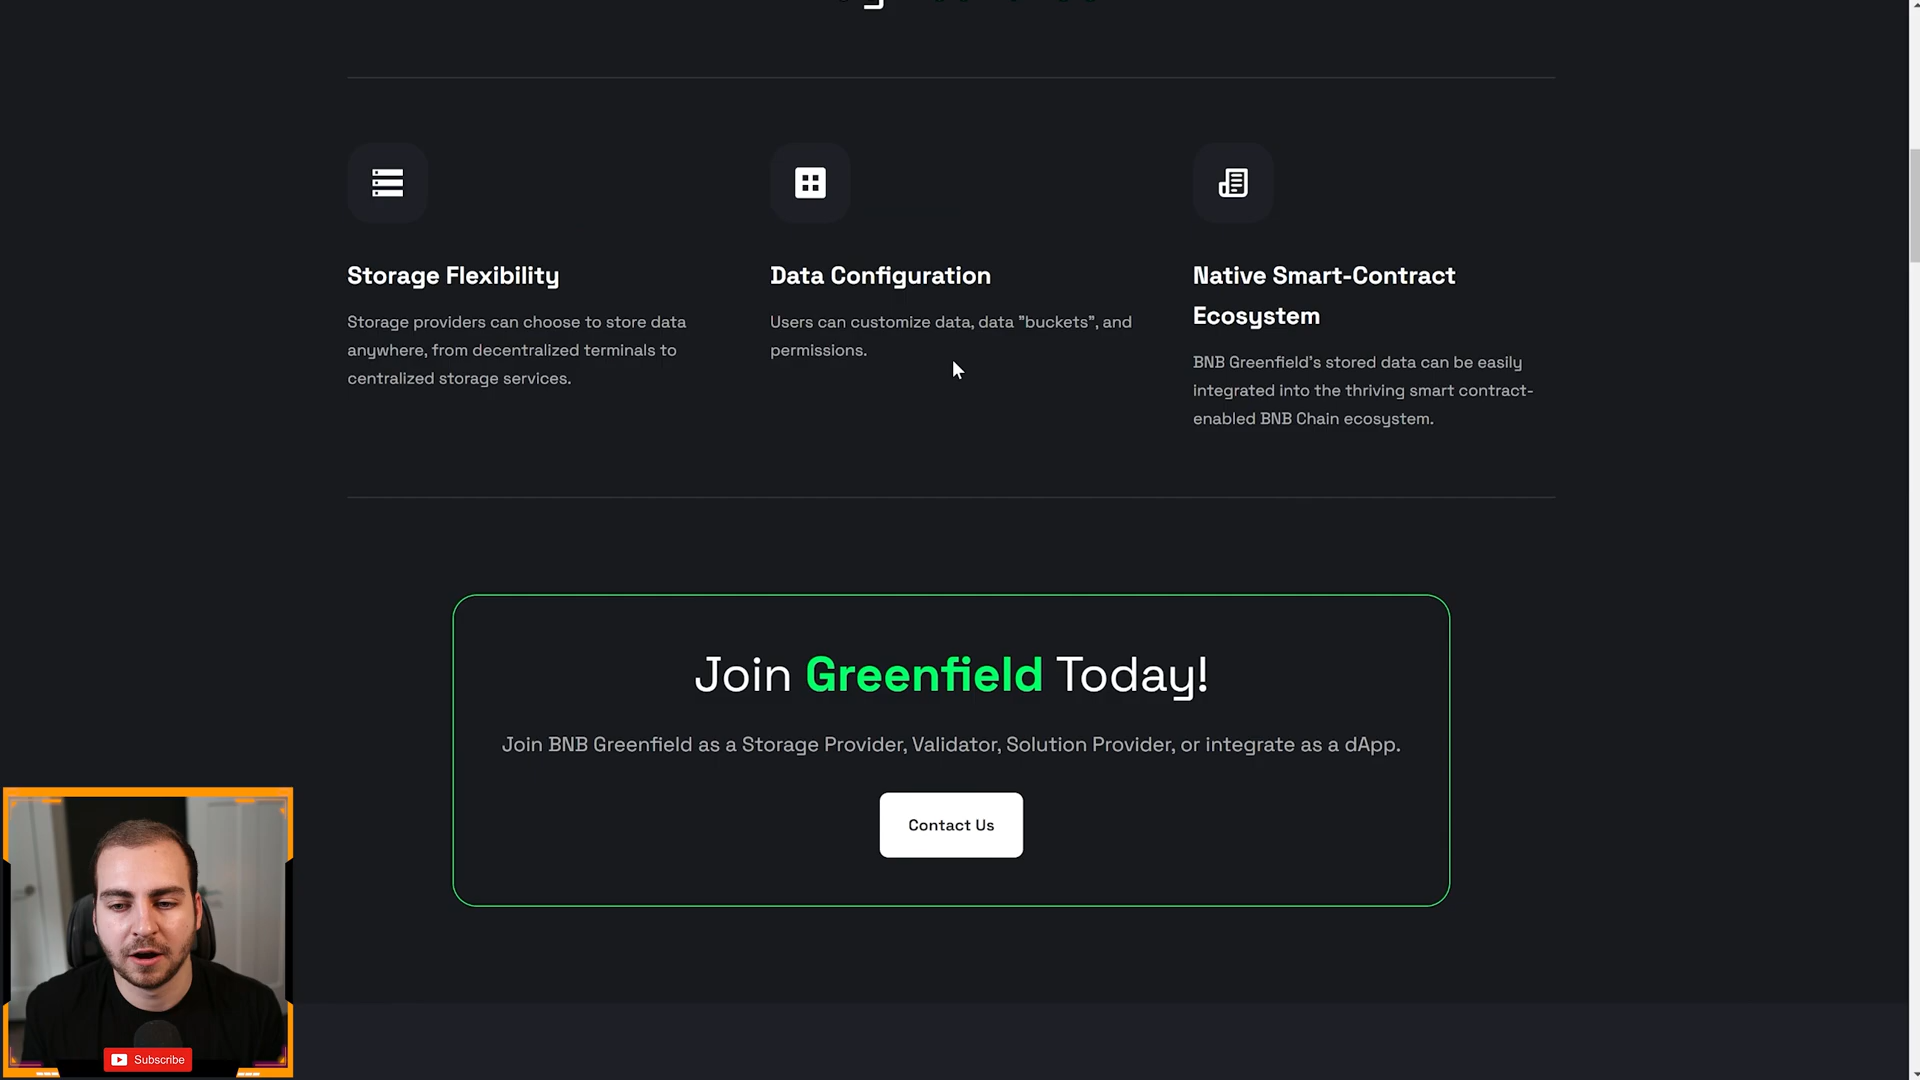 Storage Flexibility
Storage providers can choose to store data
anywhere, from decentralized terminals to
centralized storage services.
Data Configuration
Users can customize data, data "buckets", and
permissions.
Native Smart-Contract
Ecosystem
BNB Greenfield's stored data can be easily
integrated into the thriving smart contract-
enabled BNB Chain ecosystem.
Join Greenfield Today!
Join BNB Greenfield as a Storage Provider, Validator, Solution Provider, or integrate as a dApp.
Contact Us
Subscribe